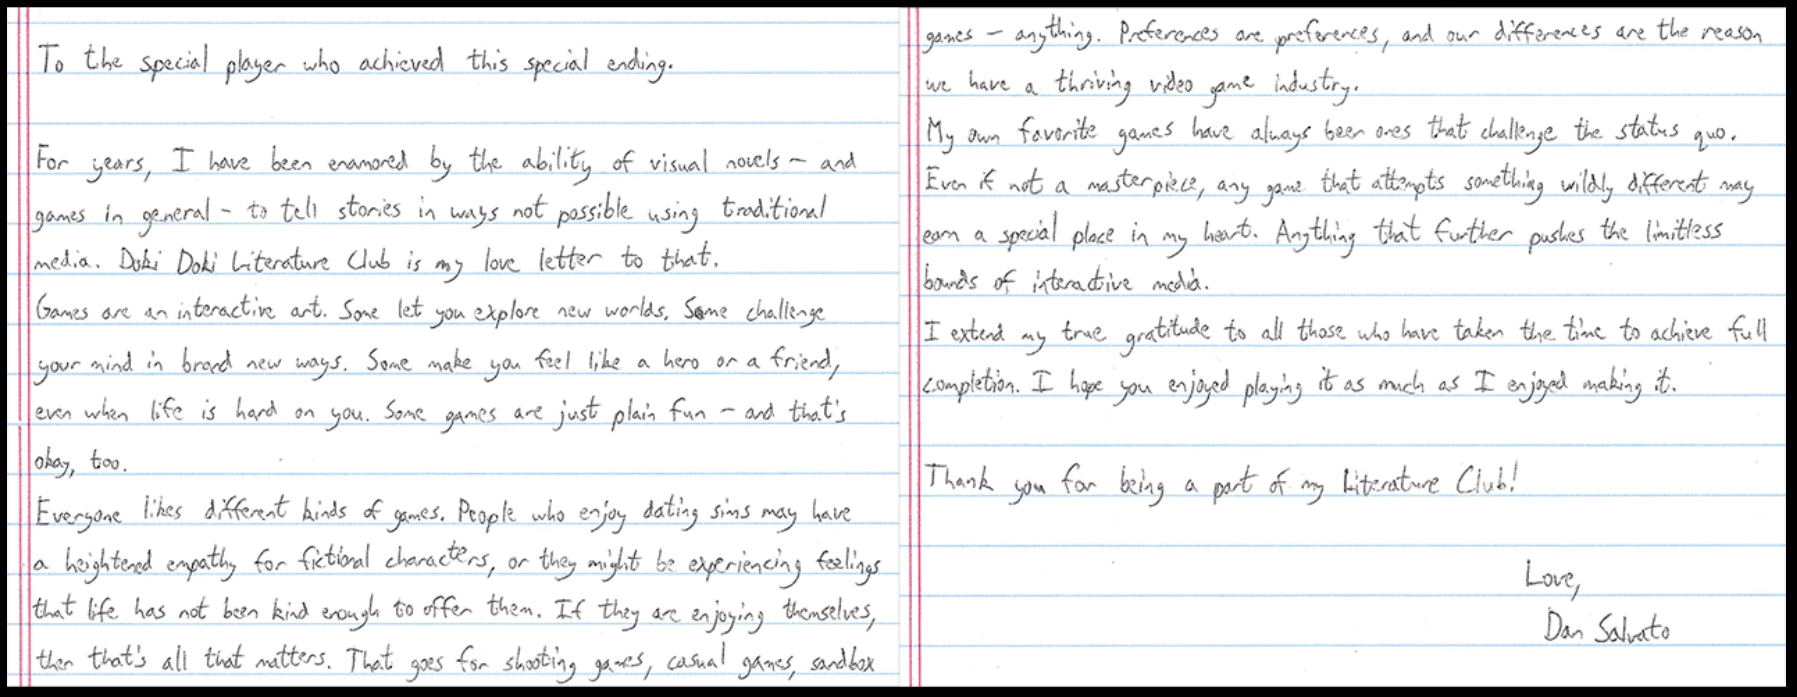 To the special player who achieved this special ending.
For years, I have been enamored by the ability of visual novels - and
games in general - to tell stories in ways not possible using traditional
media. Doki Doki Literature Club is my love letter to that.
Games are an interactive art. Some let you explore new worlds. Some challenge
your mind in brand new ways. Some make you feel like a hero or a friend,
even when life is hard on you. Some games are just plain fun - and that's
okay, too.
Everyone likes different kinds of games. People who enjoy dating sims may have
a heightened empathy for fictional characters, or they might be experiencing feelings
that life has not been kind enough to offer them. If they are enjoying themselves,
then that's all that matters. That goes for shooting games, casual games, sandbox
games - anything. Preferences are preferences, and our differences are the reason
we have a thriving video game industry.
My own favorite games have always been ones that challenge the status quo.
Even if not a masterpiece, any game that attempts something wildly different may
earn a special place in my heart. Anything that further pushes the limitless
bounds of interactive media.
I extend my true gratitude to all those who have taken the time to achieve full
completion. I hope you enjoyed playing it as much as I enjoyed making it.
Thank you for being a part of my Literature Club!
Love,
Dan Salvato